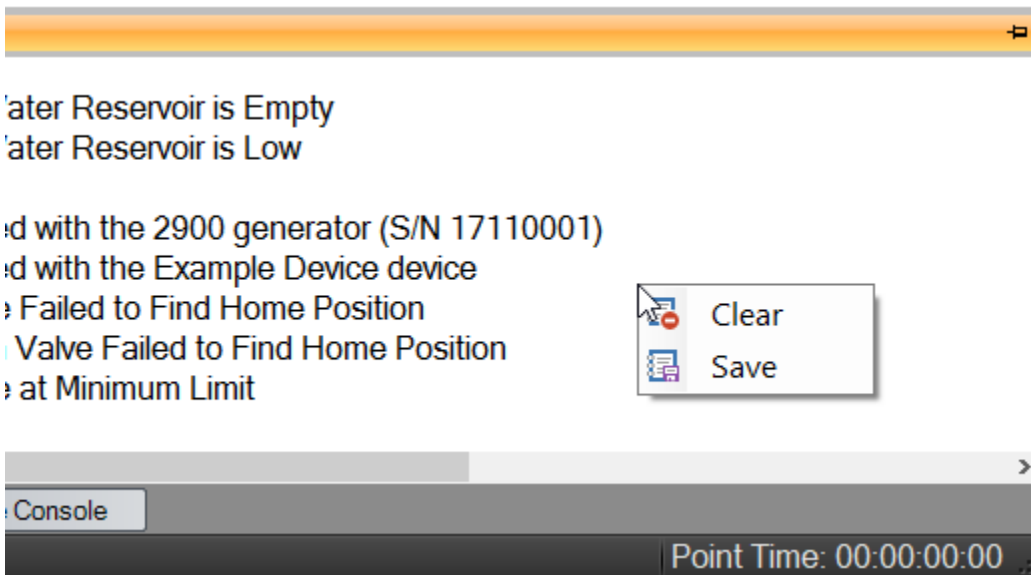 ater Reservoir is Empty
ater Reservoir is Low
ed with the 2900 generator (S/N 17110001)
ed with the Example Device device
Failed to Find Home Position
Valve Failed to Find Home Position
at Minimum Limit
Clear
Save
Console
Point Time: 00:00:00:00